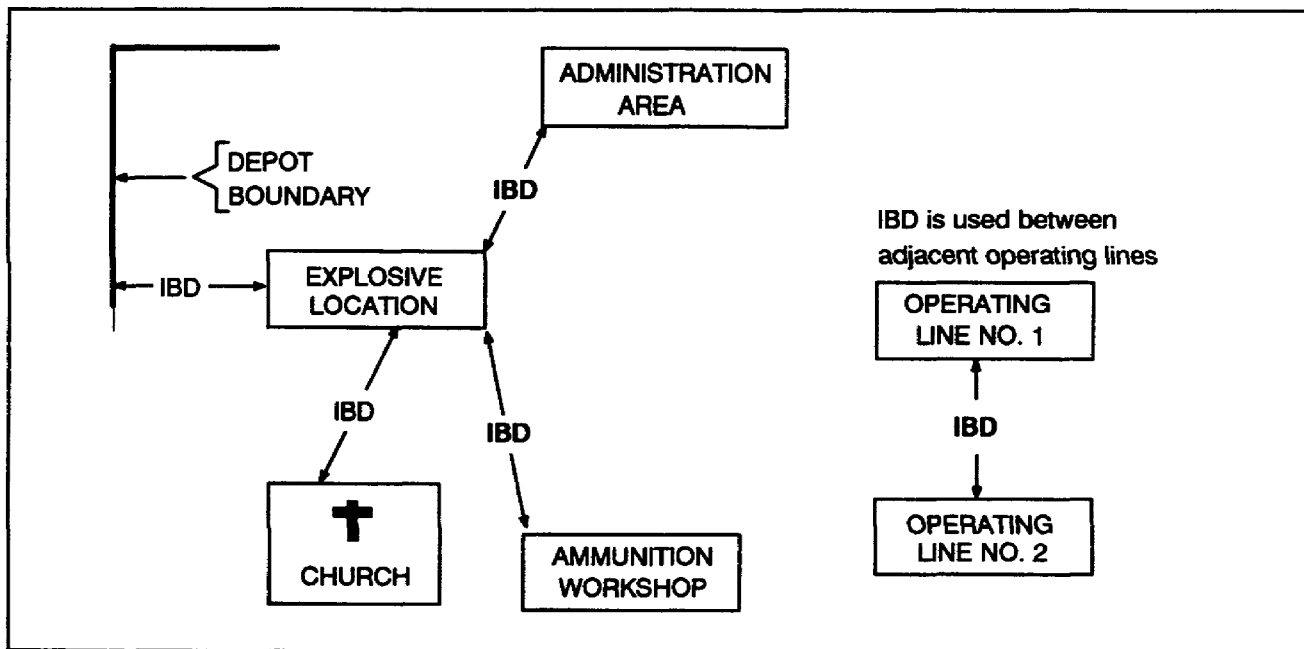 ADMINISTRATION
AREA
IBD
DEPOT
BOUNDARY
IBD
EXPLOSIVE
LOCATION
IBD
IBD
CHURCH
AMMUNITION
WORKSHOP
IBD is used between
adjacent operating lines
OPERATING
LINE NO. 1
IBD
OPERATING
LINE NO. 2